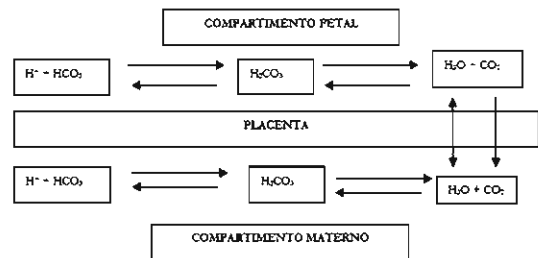 COMPARTIMENTO FETAL
H⁺ + HCO₃ H₂CO₃ H₂O + CO₂
PLACENTA
H⁺ + HCO₃ H₂CO₃ H₂O + CO₂
COMPARTIMENTO MATERNO